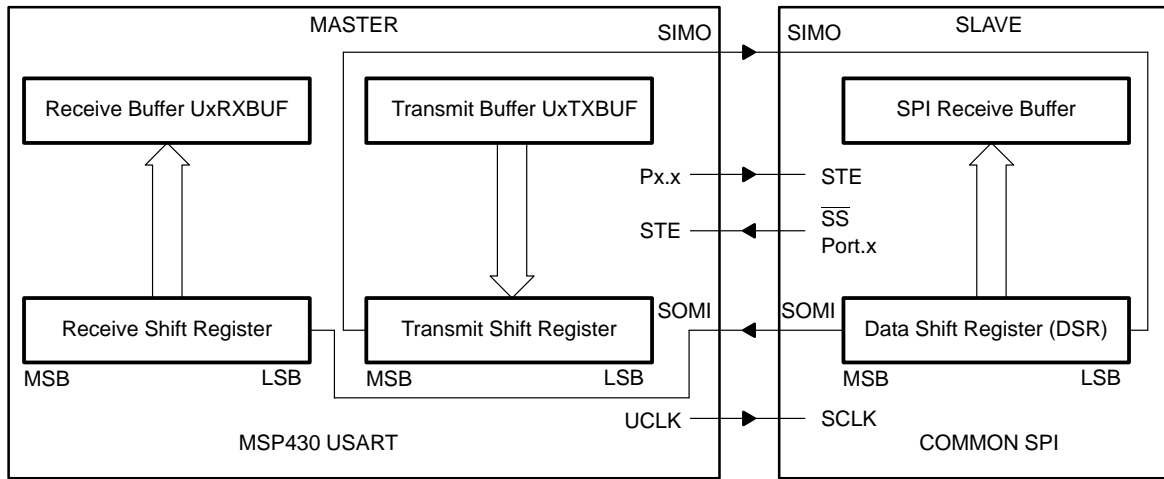 MASTER
SIMO
SIMO
SLAVE
Receive Buffer UxRXBUF
Transmit Buffer UxTXBUF
SPI Receive Buffer
Px.x
STE
STE
SS
Port.x
SOMI
SOMI
Receive Shift Register
Transmit Shift Register
Data Shift Register (DSR)
MSB
LSB
MSB
LSB
MSB
LSB
UCLK
SCLK
MSP430 USART
COMMON SPI